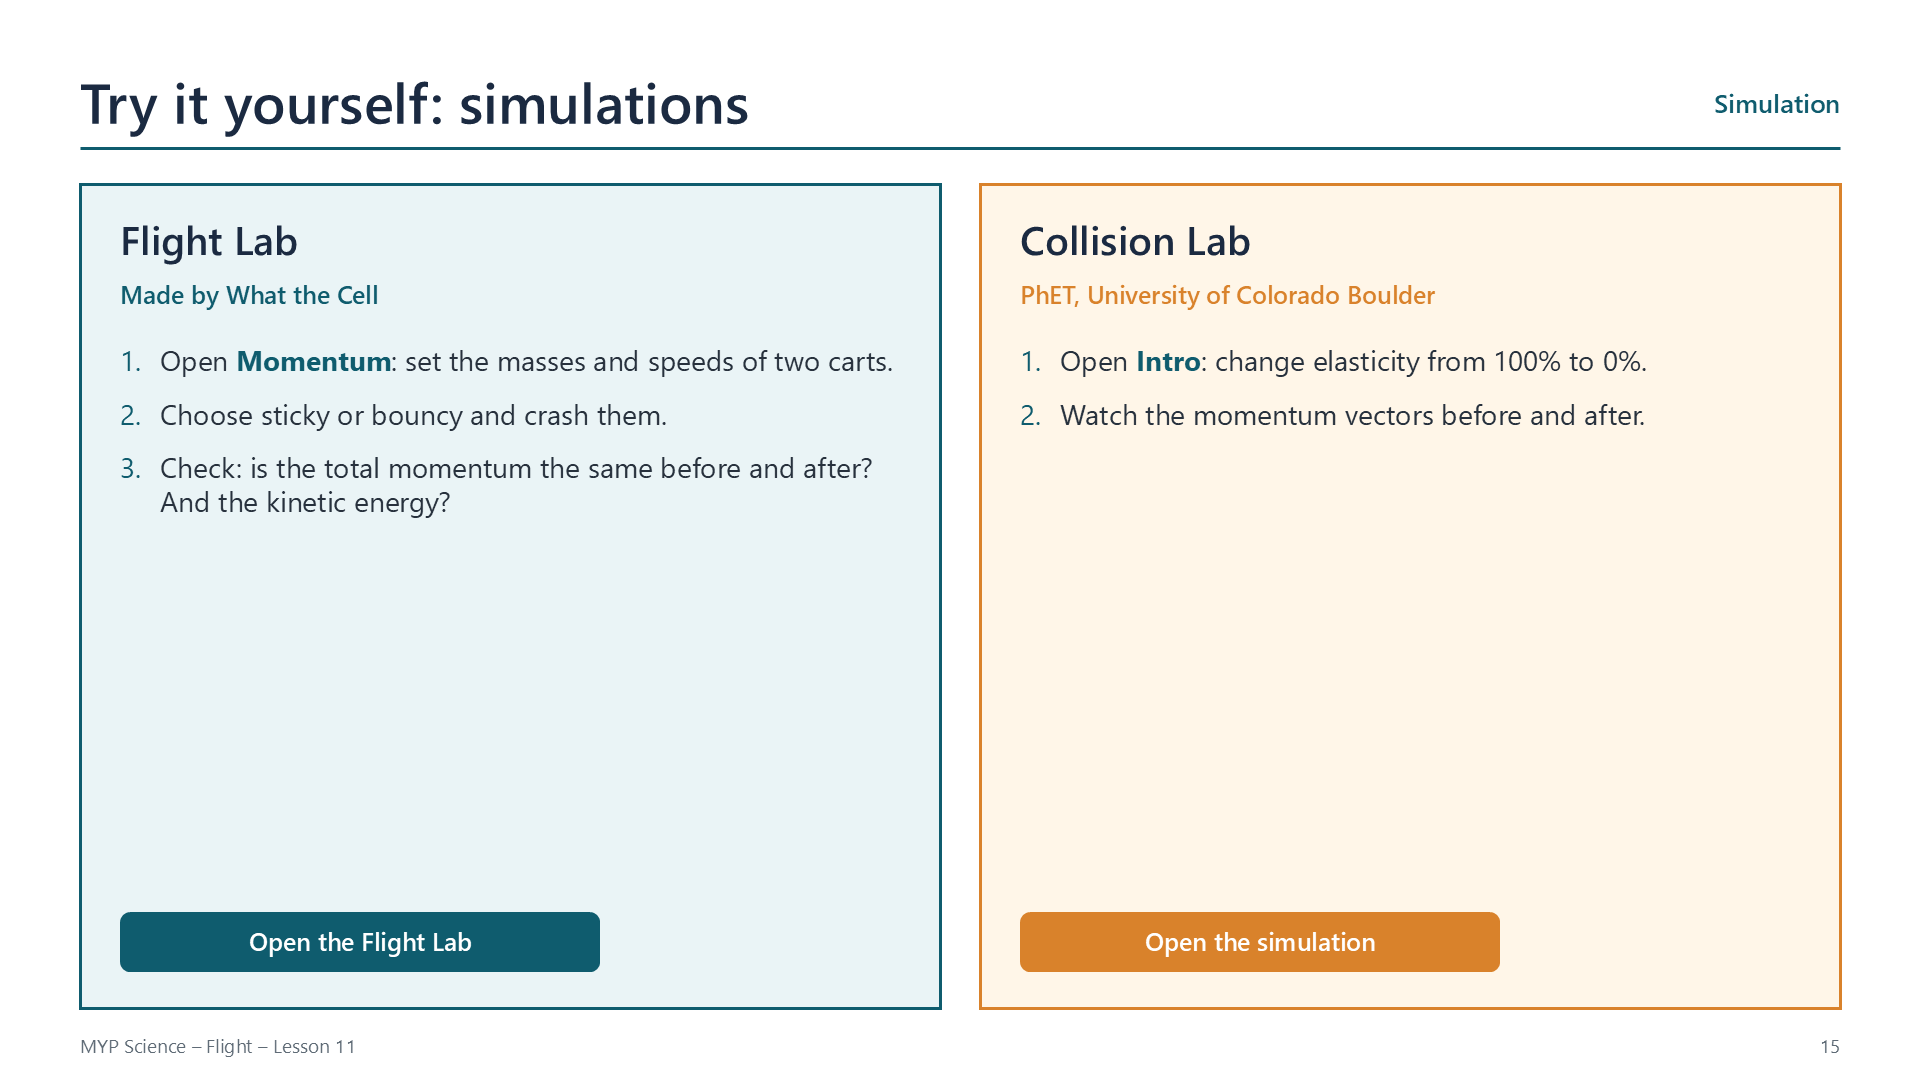 Try it yourself: simulations
Simulation
Flight Lab
Made by What the Cell
1. Open Momentum: set the masses and speeds of two carts.
2. Choose sticky or bouncy and crash them.
3. Check: is the total momentum the same before and after?
And the kinetic energy?
Open the Flight Lab
Collision Lab
PhET, University of Colorado Boulder
1. Open Intro: change elasticity from 100% to 0%.
2. Watch the momentum vectors before and after.
Open the simulation
MYP Science – Flight – Lesson 11
15